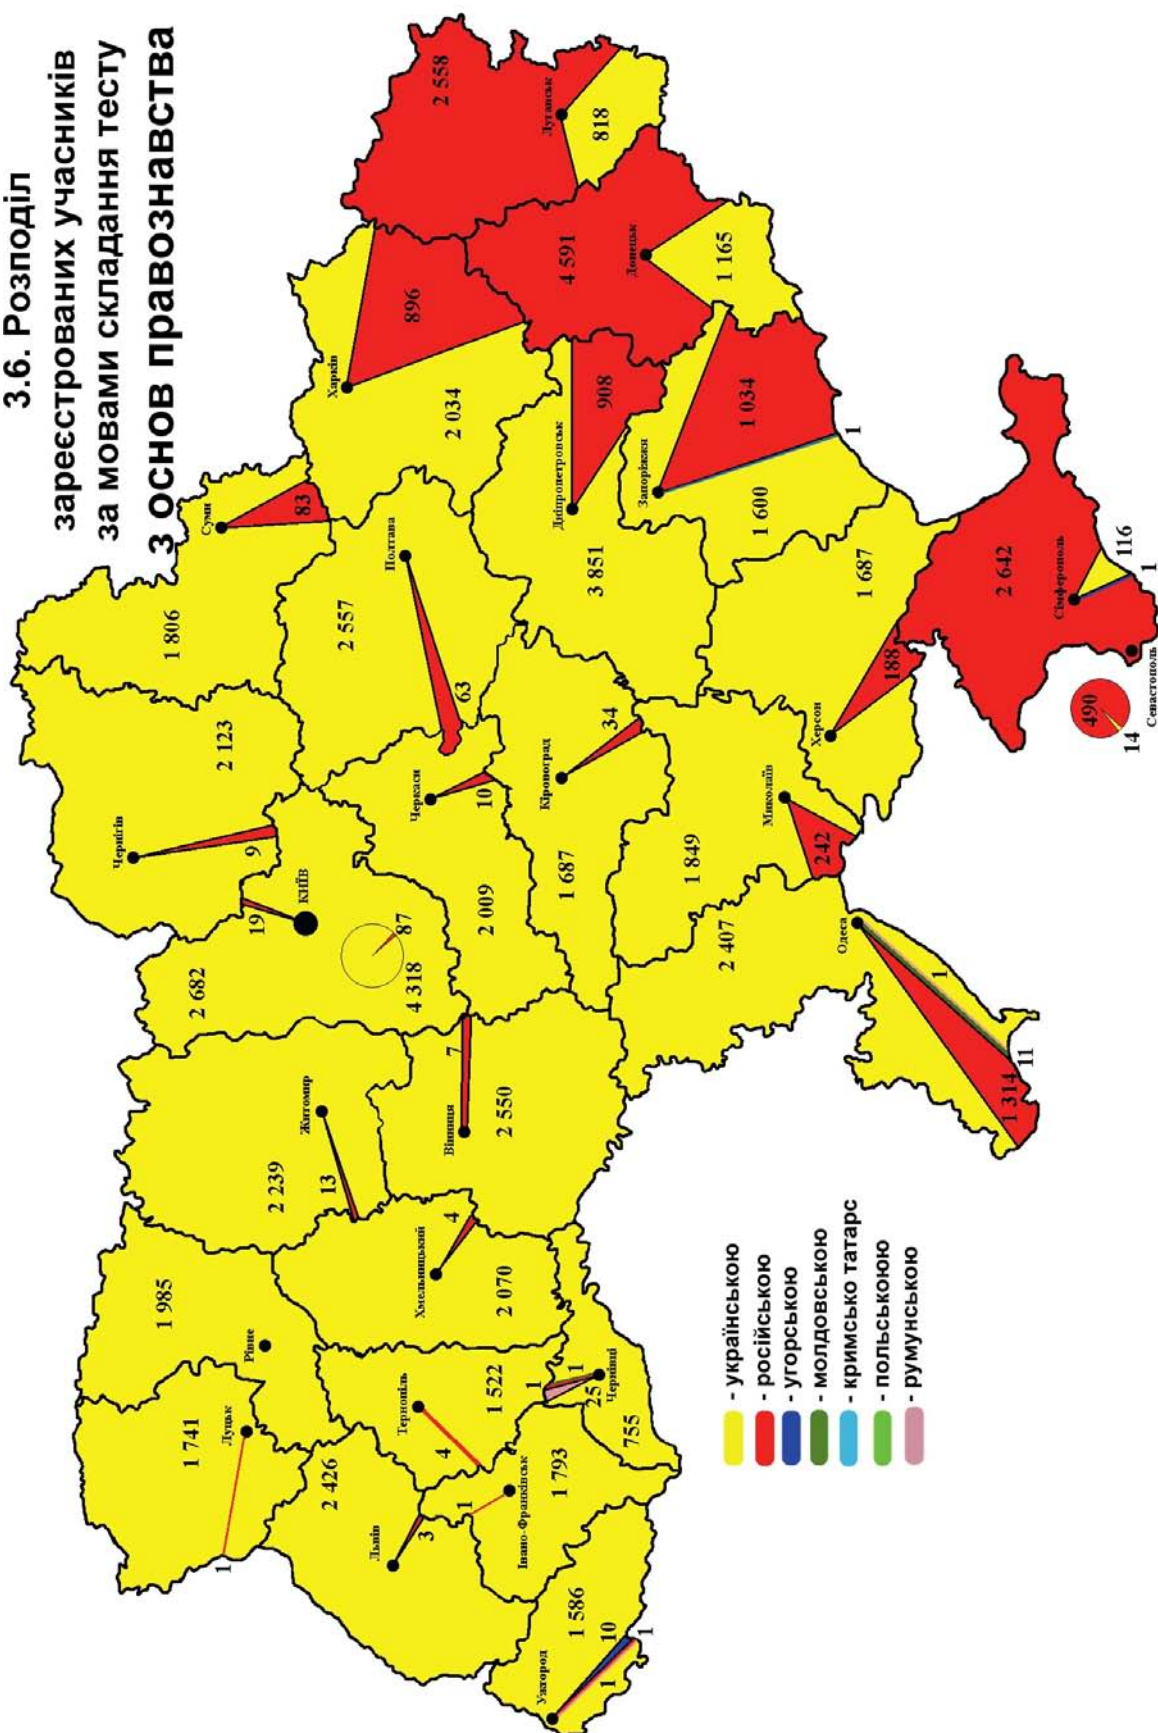 3.6. Розподіл
зареєстрованих учасників
за мовами складання тесту
з основ правознавства
1 741
Луцьк
1
1 985
Рівне
2 239
Житомир
13
2 682
19
КИЇВ
4 318
87
2 123
Чернігів
9
1 806
Суми
83
2 426
Львів
3
Тернопіль
1 522
4
Хмельницький
2 070
4
Вінниця
2 550
7
2 009
Черкаси
10
2 557
Полтава
63
Харків
2 034
896
2 558
Луганськ
818
Ужгород
1 586
10
1
1
Івано-Франківськ
1 793
1
Чернівці
755
25
1
1
Кіровоград
1 687
34
Дніпропетровськ
3 851
908
4 591
Донецьк
1 165
2 407
Одеса
1 314
11
1
1 849
Миколаїв
242
Херсон
1 687
188
Запоріжжя
1 600
1 034
1
2 642
Сімферополь
116
1
490
14
Севастополь
- українською
- російською
- угорською
- молдовською
- кримсько татарс
- польськоюю
- румунською